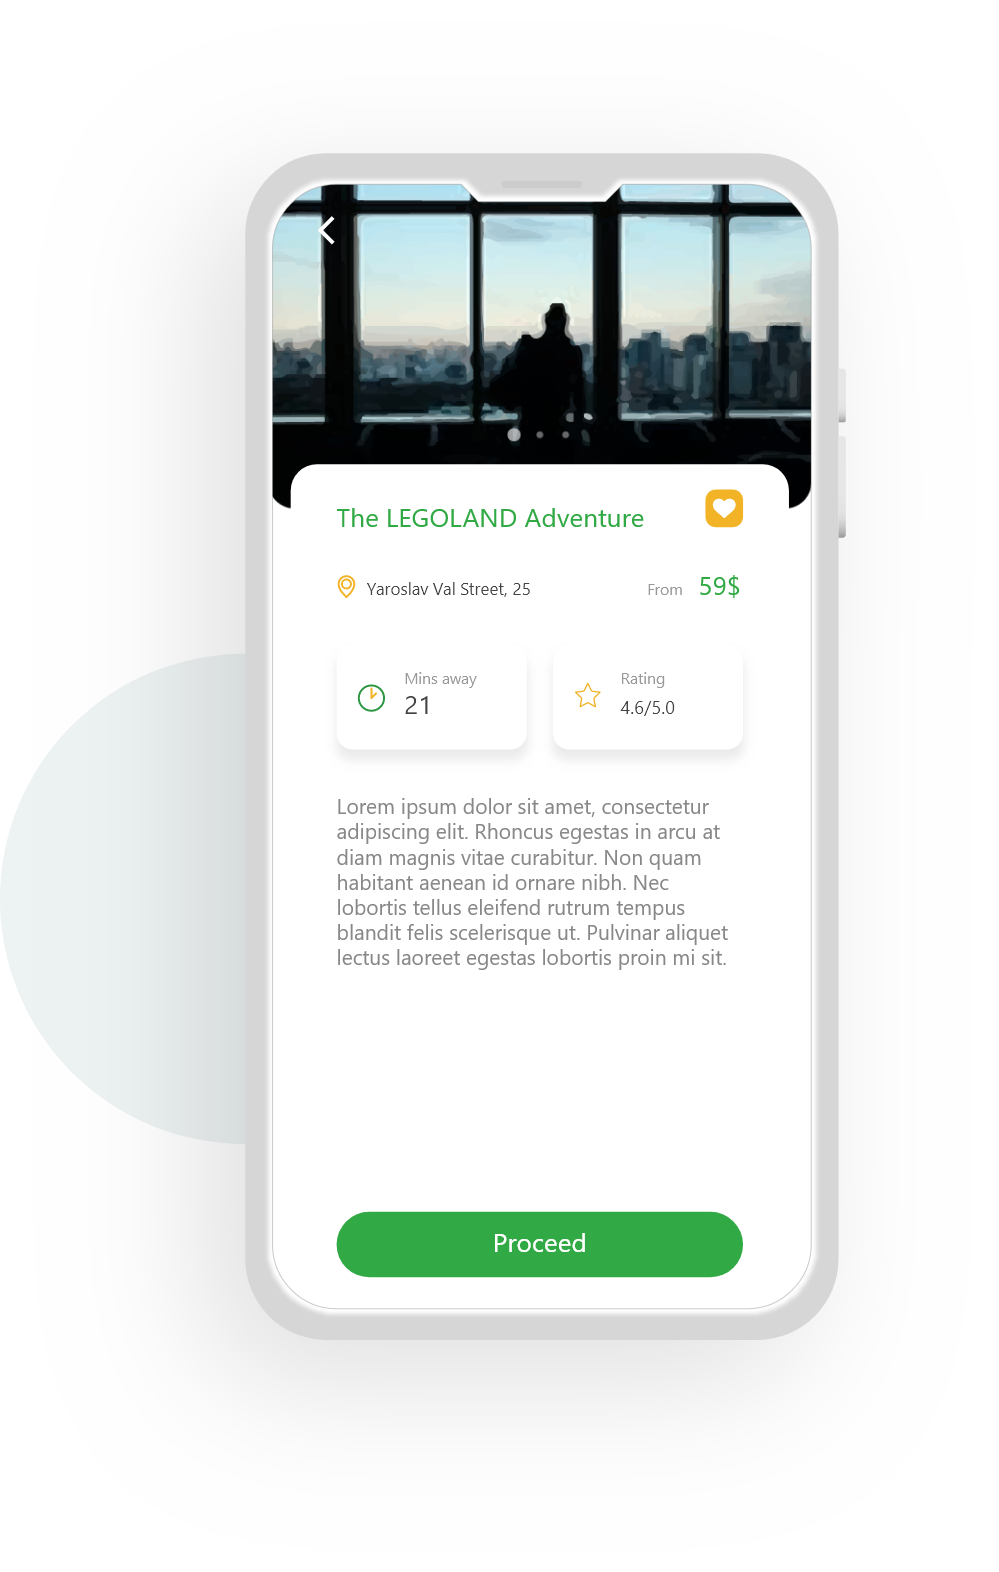 The LEGOLAND Adventure
Yaroslav Val Street, 25
From 59$
Mins away
21
Rating
4.6/5.0
Lorem ipsum dolor sit amet, consectetur
adipiscing elit. Rhoncus egestas in arcu at
diam magnis vitae curabitur. Non quam
habitant aenean id ornare nibh. Nec
lobortis tellus eleifend rutrum tempus
blandit felis scelerisque ut. Pulvinar aliquet
lectus laoreet egestas lobortis proin mi sit.
Proceed